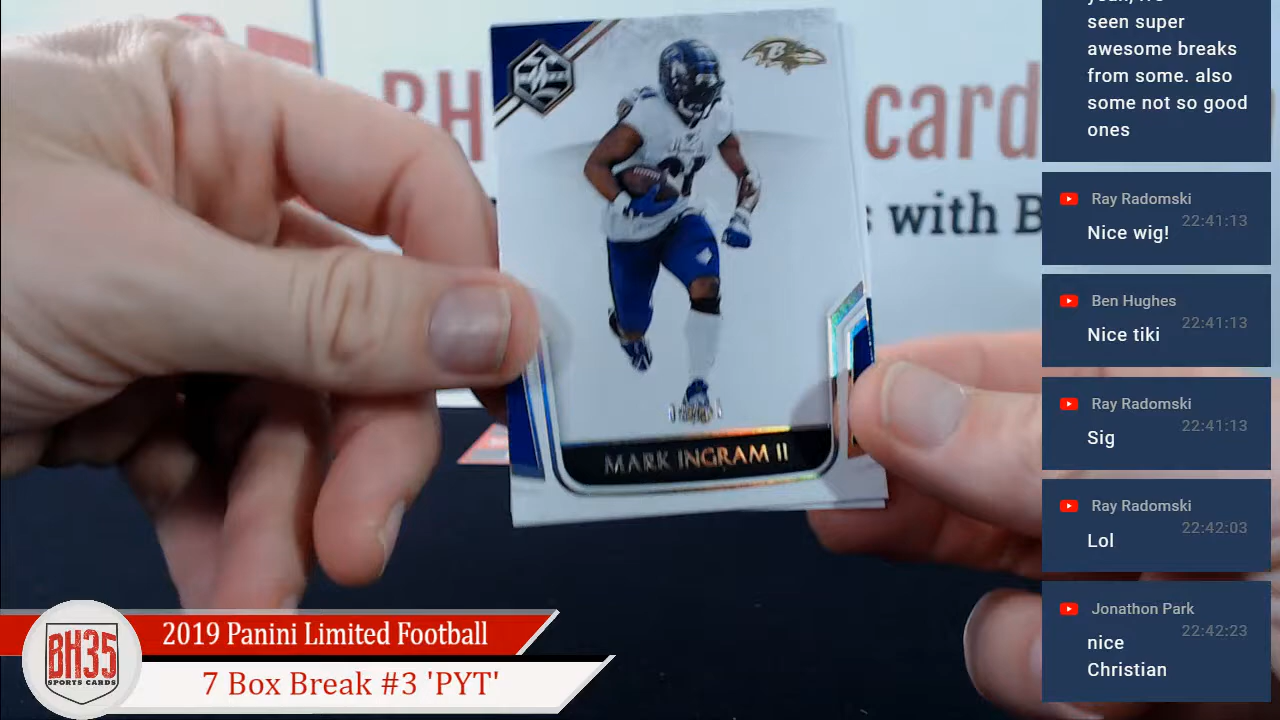 seen super
awesome breaks
from some. also
some not so good
ones
BH
card
s with B
MARK INGRAM II
Ray Radomski
22:41:13
Nice wig!
Ben Hughes
22:41:13
Nice tiki
Ray Radomski
22:41:13
Sig
Ray Radomski
22:42:03
Lol
Jonathon Park
22:42:23
nice
Christian
BH35
SPORTS CARDS
2019 Panini Limited Football
7 Box Break #3 'PYT'